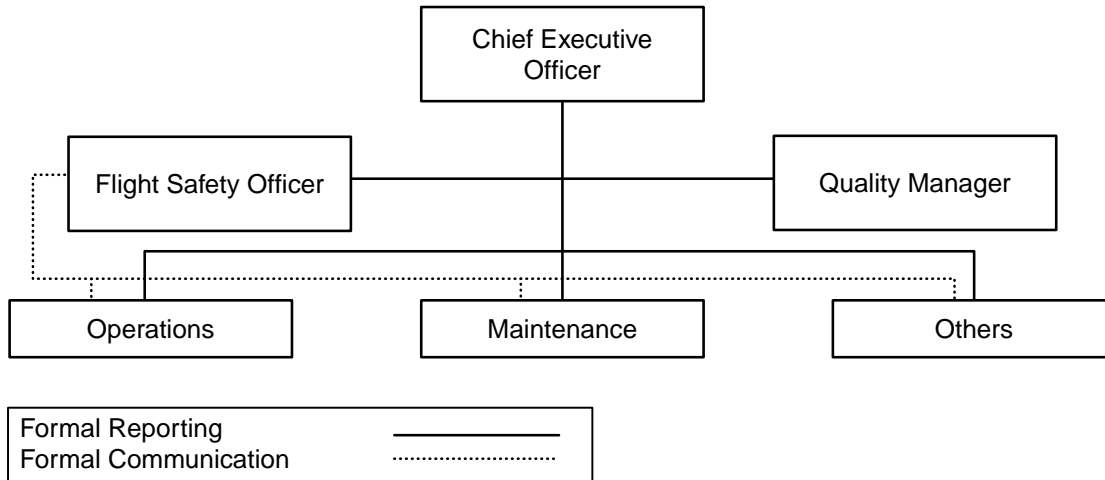 Chief Executive
Officer
Flight Safety Officer
Quality Manager
Operations
Maintenance
Others
Formal Reporting
Formal Communication